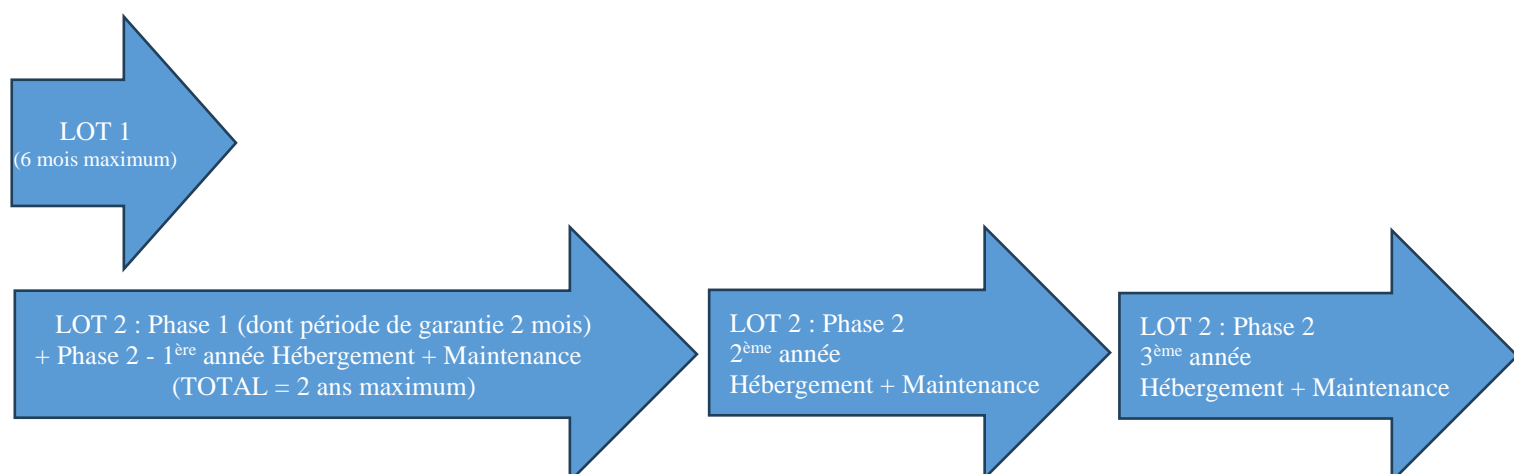 LOT 1
(6 mois maximum)
LOT 2 : Phase 1 (dont période de garantie 2 mois)
+ Phase 2 - 1ère année Hébergement + Maintenance
(TOTAL = 2 ans maximum)
LOT 2 : Phase 2
2ème année
Hébergement + Maintenance
LOT 2 : Phase 2
3ème année
Hébergement + Maintenance